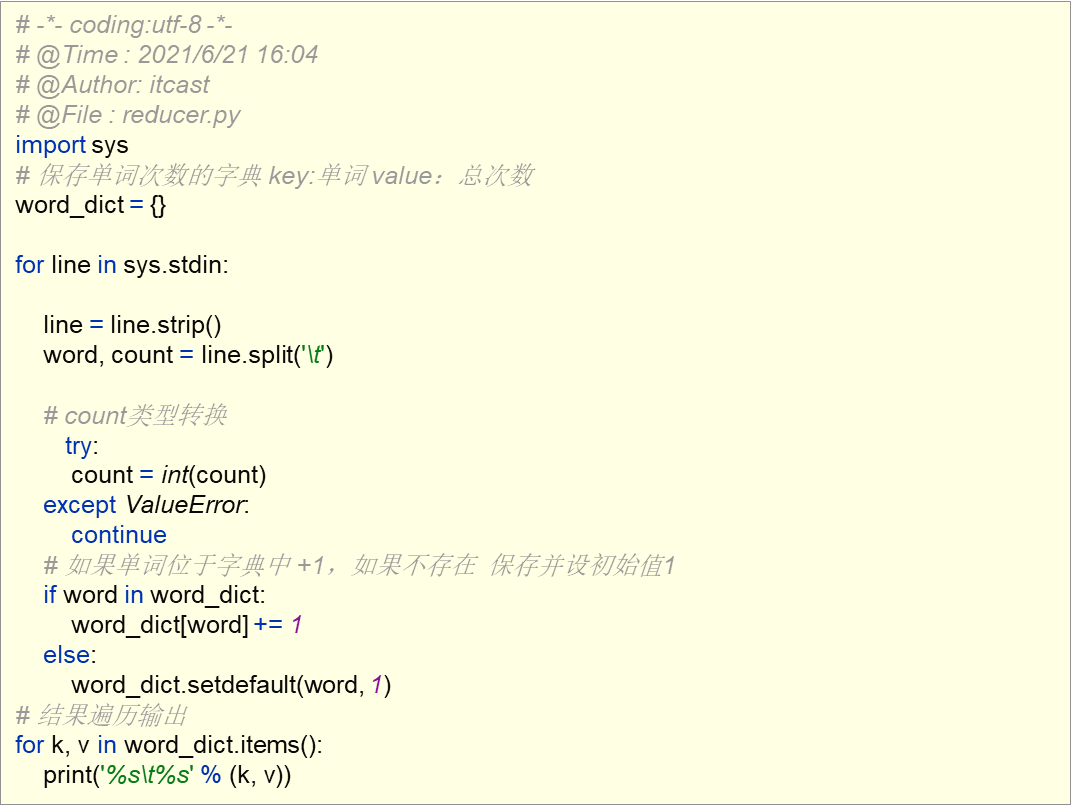 # -*- coding:utf-8 -*-
# @Time : 2021/6/21 16:04
# @Author: itcast
# @File : reducer.py
import sys
# 保存单词次数的字典 key:单词 value：总次数
word_dict = {}

for line in sys.stdin:

    line = line.strip()
    word, count = line.split('\t')

    # count类型转换
       try:
        count = int(count)
    except ValueError:
        continue
    # 如果单词位于字典中 +1，如果不存在  保存并设初始值1
    if word in word_dict:
        word_dict[word] += 1
    else:
        word_dict.setdefault(word, 1)
# 结果遍历输出
for k, v in word_dict.items():
    print('%s\t%s' % (k, v))